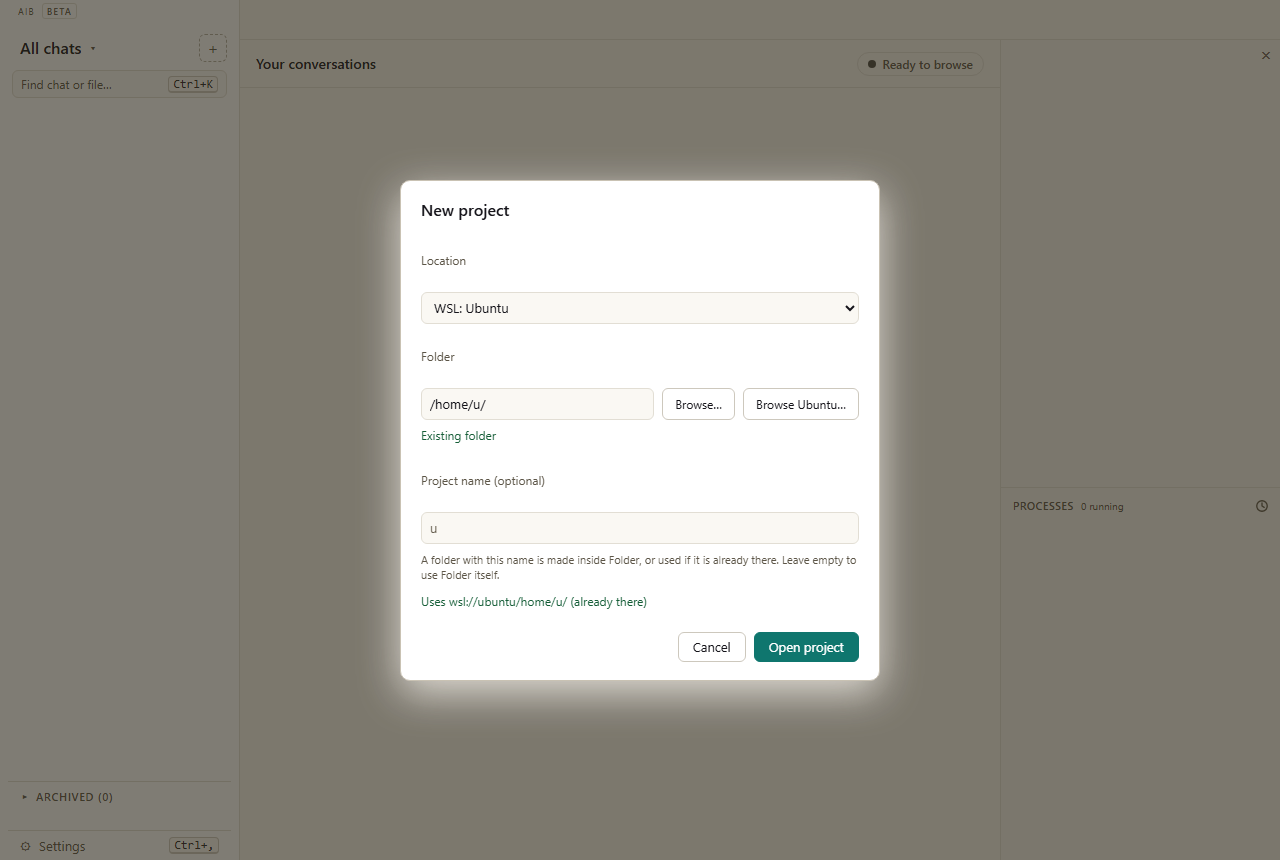 AIB BETA
All chats
+
Find chat or file... Ctrl+K
Your conversations
Ready to browse
New project
Location
WSL: Ubuntu
Folder
/home/u/
Browse...
Browse Ubuntu...
Existing folder
Project name (optional)
u
A folder with this name is made inside Folder, or used if it is already there. Leave empty to
use Folder itself.
Uses wsl://ubuntu/home/u/ (already there)
Cancel
Open project
PROCESSES 0 running
ARCHIVED (0)
Settings Ctrl+,